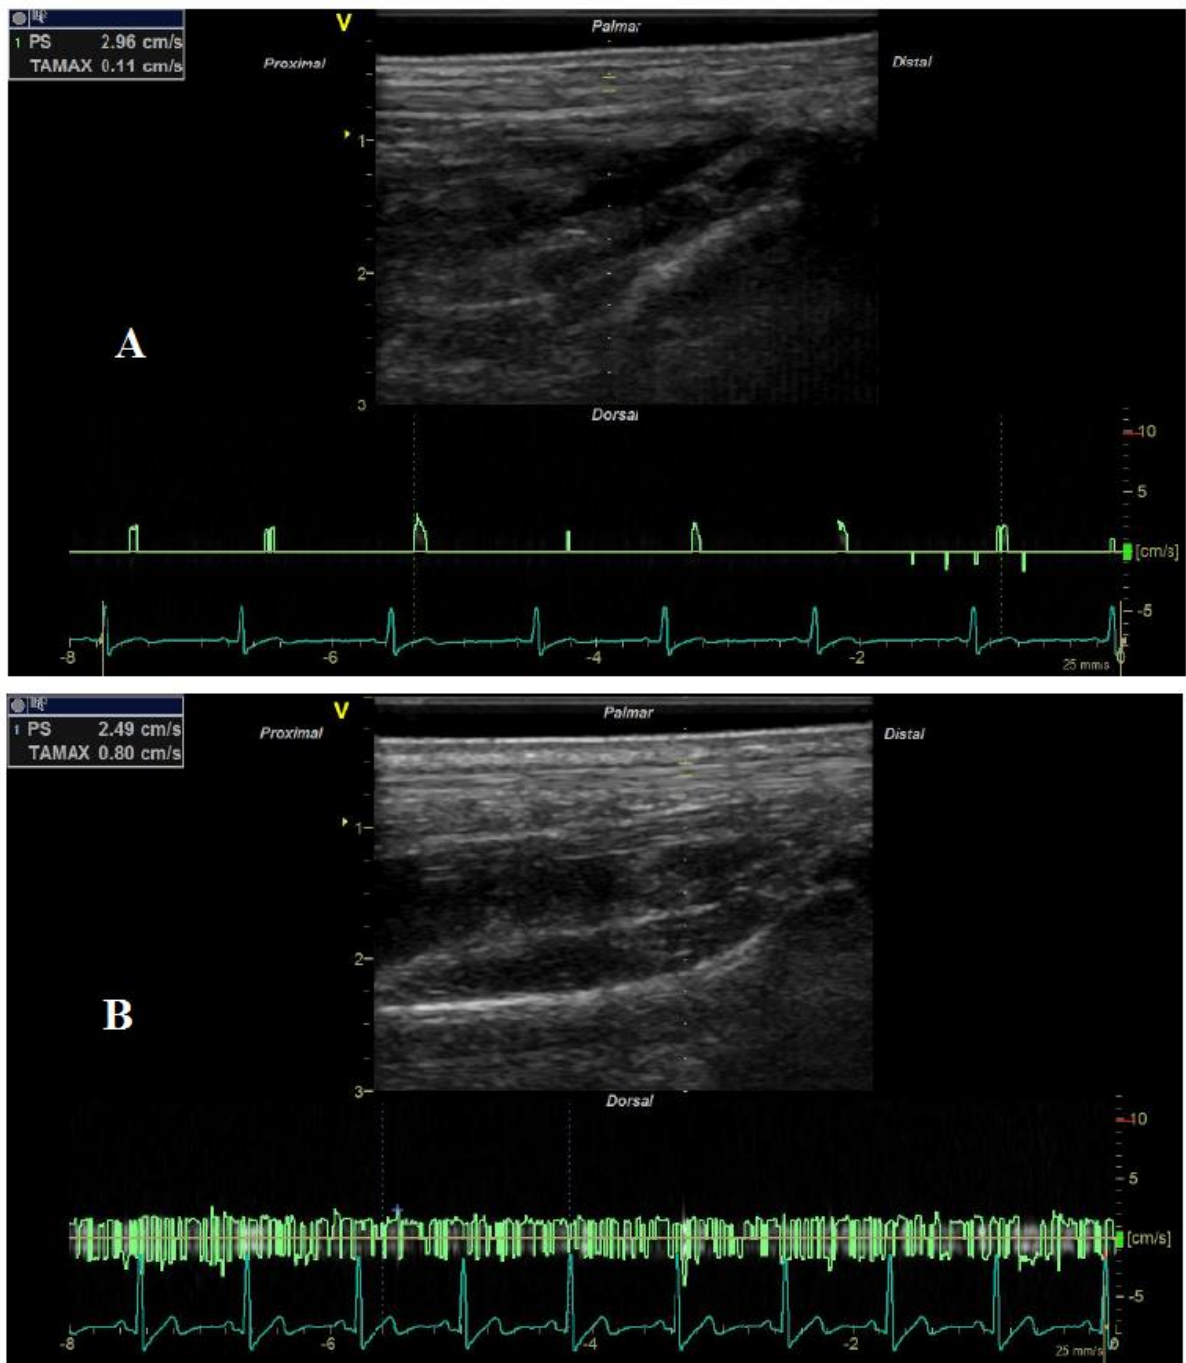 V
Palmar
1 PS 2.96 cm/s
TAMAX 0.11 cm/s
Proximal
Distal
1
2
A
3
Dorsal
10
5
[cm/s]
-5
-8 -6 -4 -2 0
25 mm/s
V
Palmar
1 PS 2.49 cm/s
TAMAX 0.80 cm/s
Proximal
Distal
1
2
B
3
Dorsal
10
5
[cm/s]
-5
-8 -6 -4 -2 0
25 mm/s